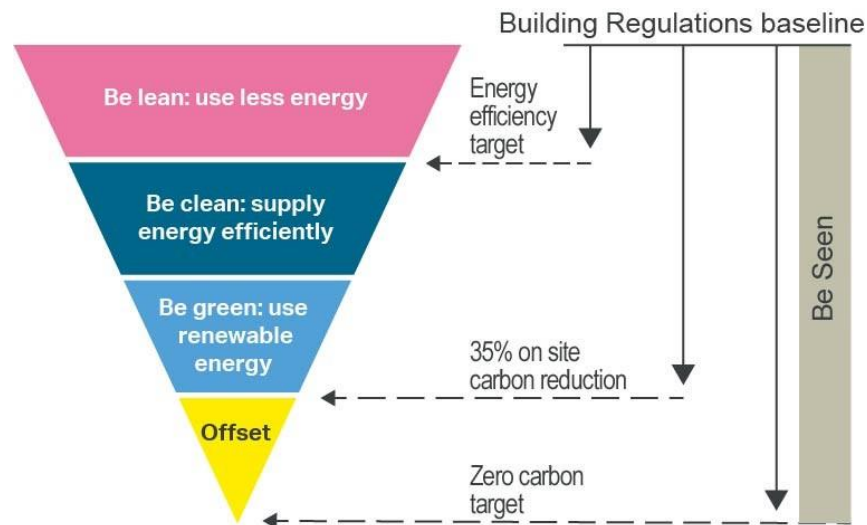 Building Regulations baseline
Be lean: use less energy
Energy
efficiency
target
Be clean: supply
energy efficiently
Be green: use
renewable
energy
35% on site
carbon reduction
Offset
Zero carbon
target
Be Seen